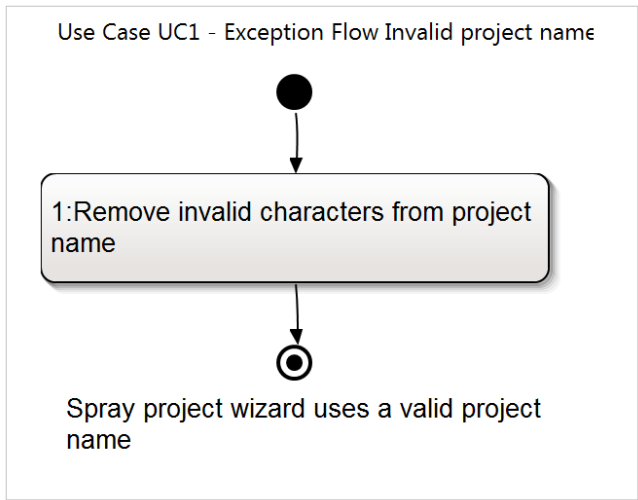 Use Case UC1 - Exception Flow Invalid project name
1:Remove invalid characters from project
name
Spray project wizard uses a valid project
name